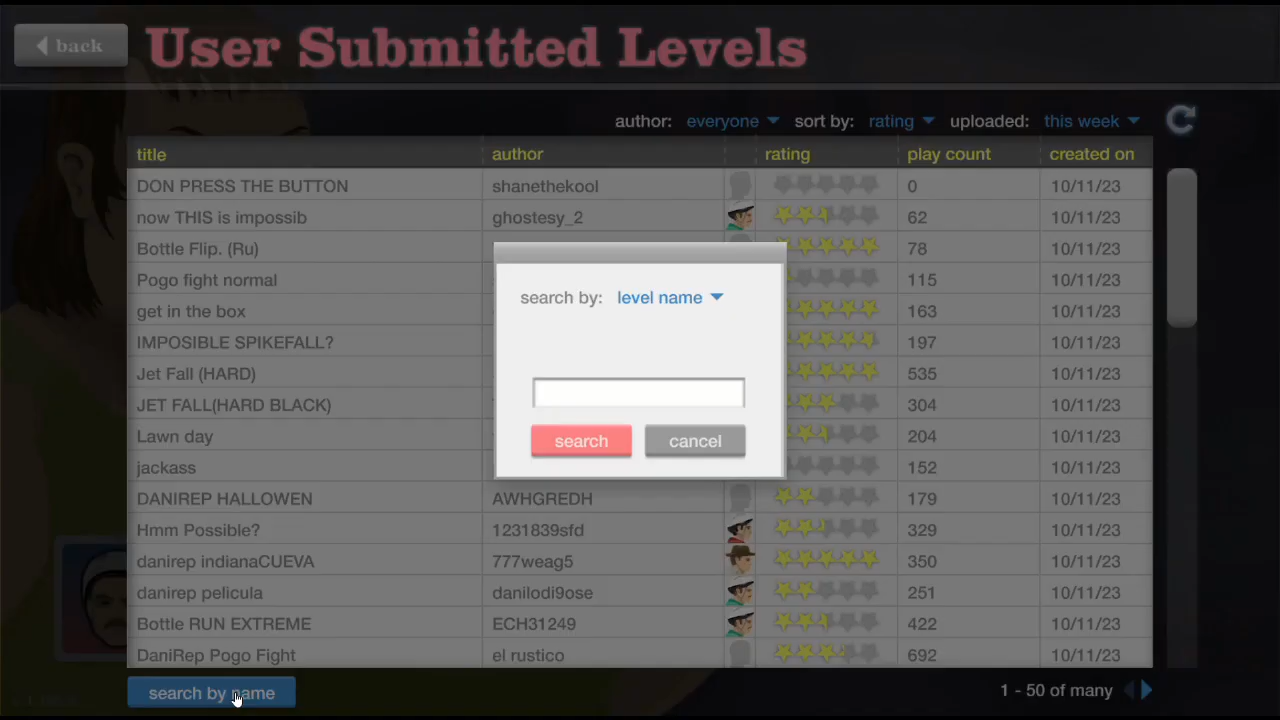 back
User Submitted Levels
author: everyone sort by: rating uploaded: this week
title author rating play count created on
DON PRESS THE BUTTON shanethekool 0 10/11/23
now THIS is impossib ghostesy_2 62 10/11/23
Bottle Flip. (Ru) 78 10/11/23
Pogo fight normal 115 10/11/23
get in the box 163 10/11/23
IMPOSIBLE SPIKEFALL? 197 10/11/23
Jet Fall (HARD) 535 10/11/23
JET FALL(HARD BLACK) 304 10/11/23
Lawn day 204 10/11/23
jackass 152 10/11/23
DANIREP HALLOWEN AWHGREDH 179 10/11/23
Hmm Possible? 1231839sfd 329 10/11/23
danirep indianaCUEVA 777weag5 350 10/11/23
danirep pelicula danilodi9ose 251 10/11/23
Bottle RUN EXTREME ECH31249 422 10/11/23
DaniRep Pogo Fight el rustico 692 10/11/23
search by: level name
search cancel
search by name 1 - 50 of many